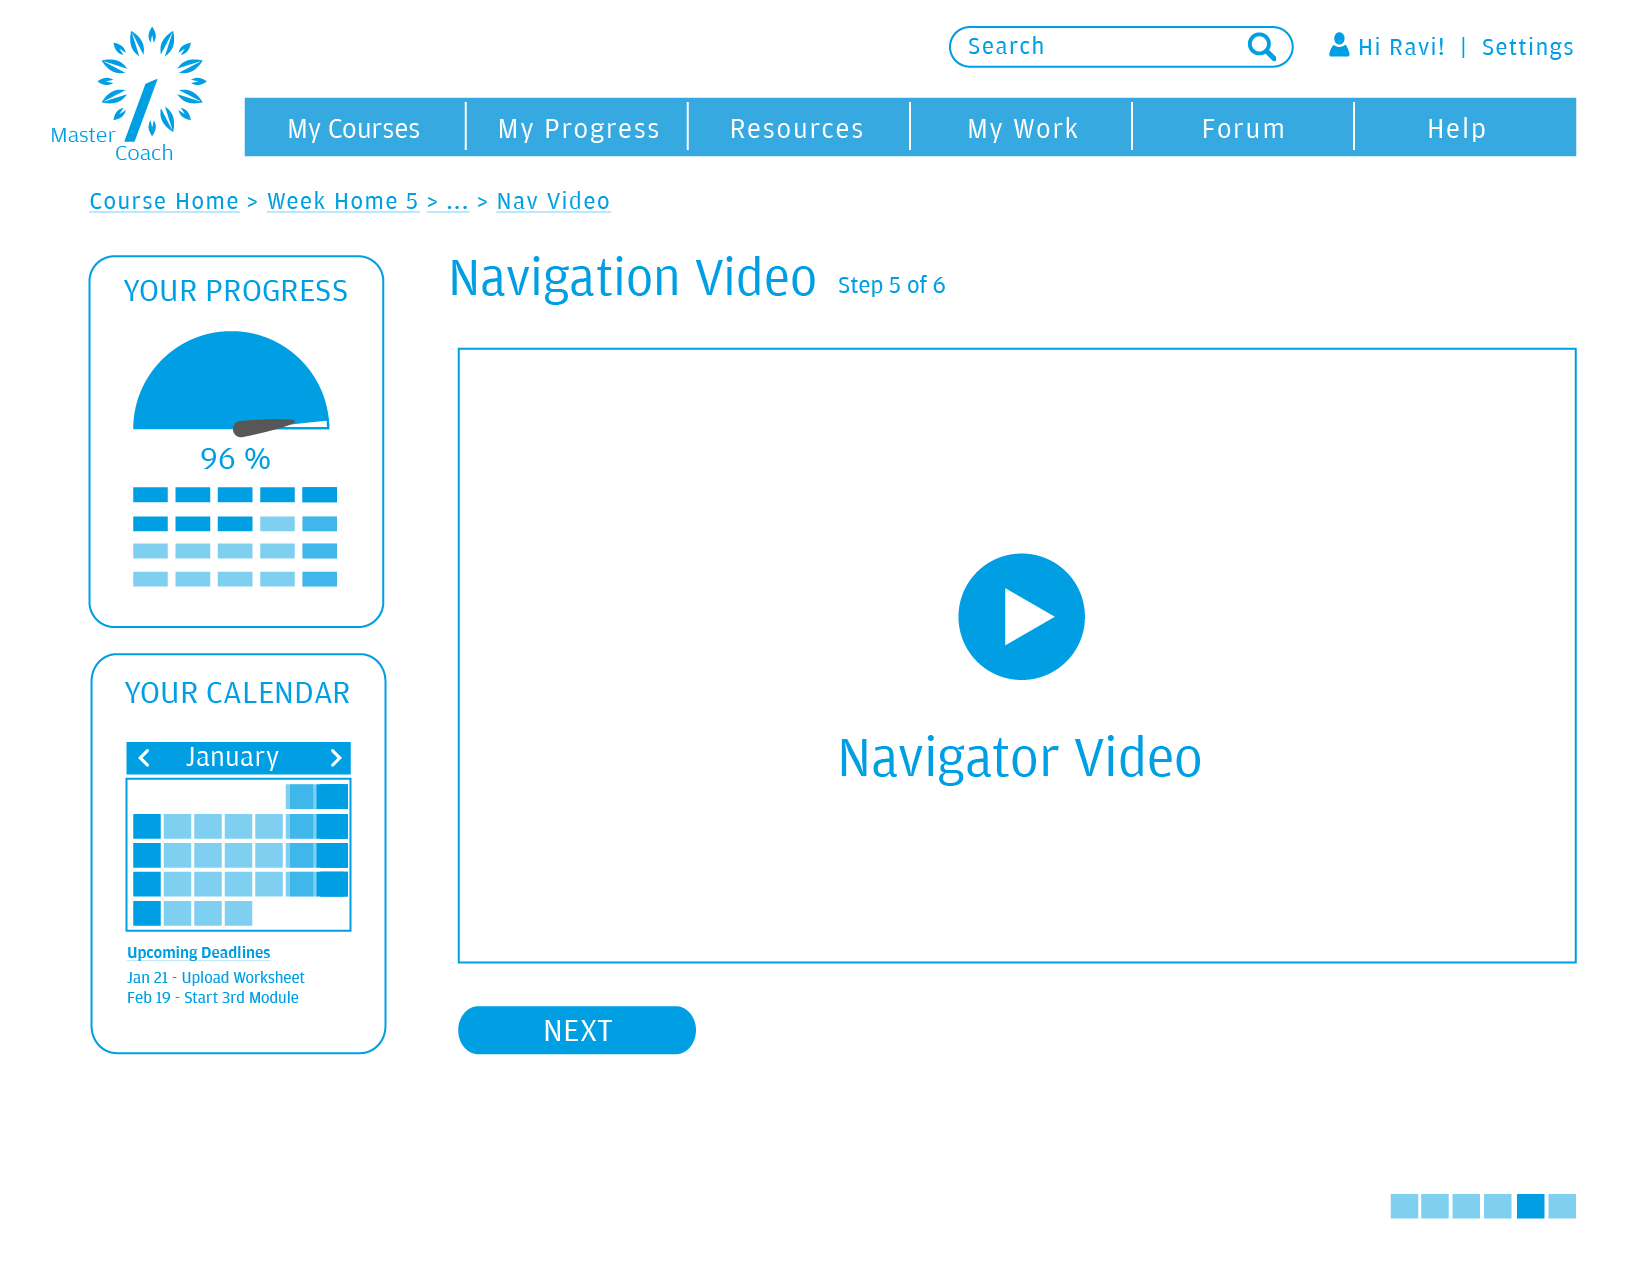 Master
Coach
Search
Hi Ravi! | Settings
My Courses
My Progress
Resources
My Work
Forum
Help
Course Home > Week Home 5 > ... > Nav Video
YOUR PROGRESS
96 %
YOUR CALENDAR
January
Upcoming Deadlines
Jan 21 - Upload Worksheet
Feb 19 - Start 3rd Module
Navigation Video Step 5 of 6
Navigator Video
NEXT